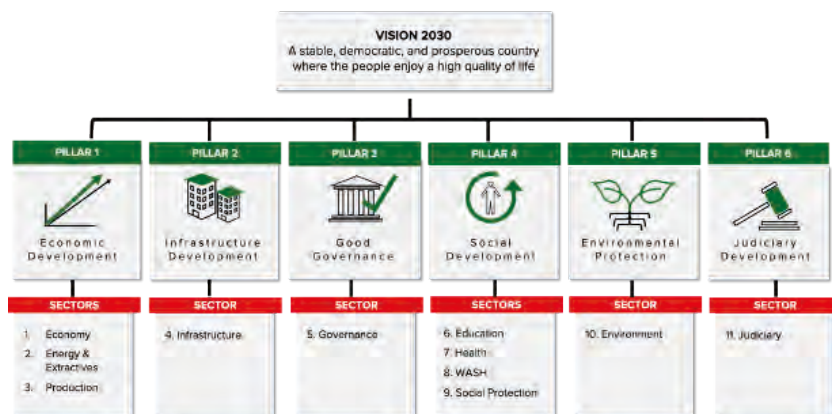 VISION 2030
A stable, democratic, and prosperous country
where the people enjoy a high quality of life
PILLAR 1
Economic
Development
SECTORS
1. Economy
2. Energy &
Extractives
3. Production
PILLAR 2
Infrastructure
Development
SECTOR
4. Infrastructure
PILLAR 3
Good
Governance
SECTOR
5. Governance
PILLAR 4
Social
Development
SECTORS
6. Education
7. Health
8. WASH
9. Social Protection
PILLAR 5
Environmental
Protection
SECTOR
10. Environment
PILLAR 6
Judiciary
Development
SECTOR
11. Judiciary